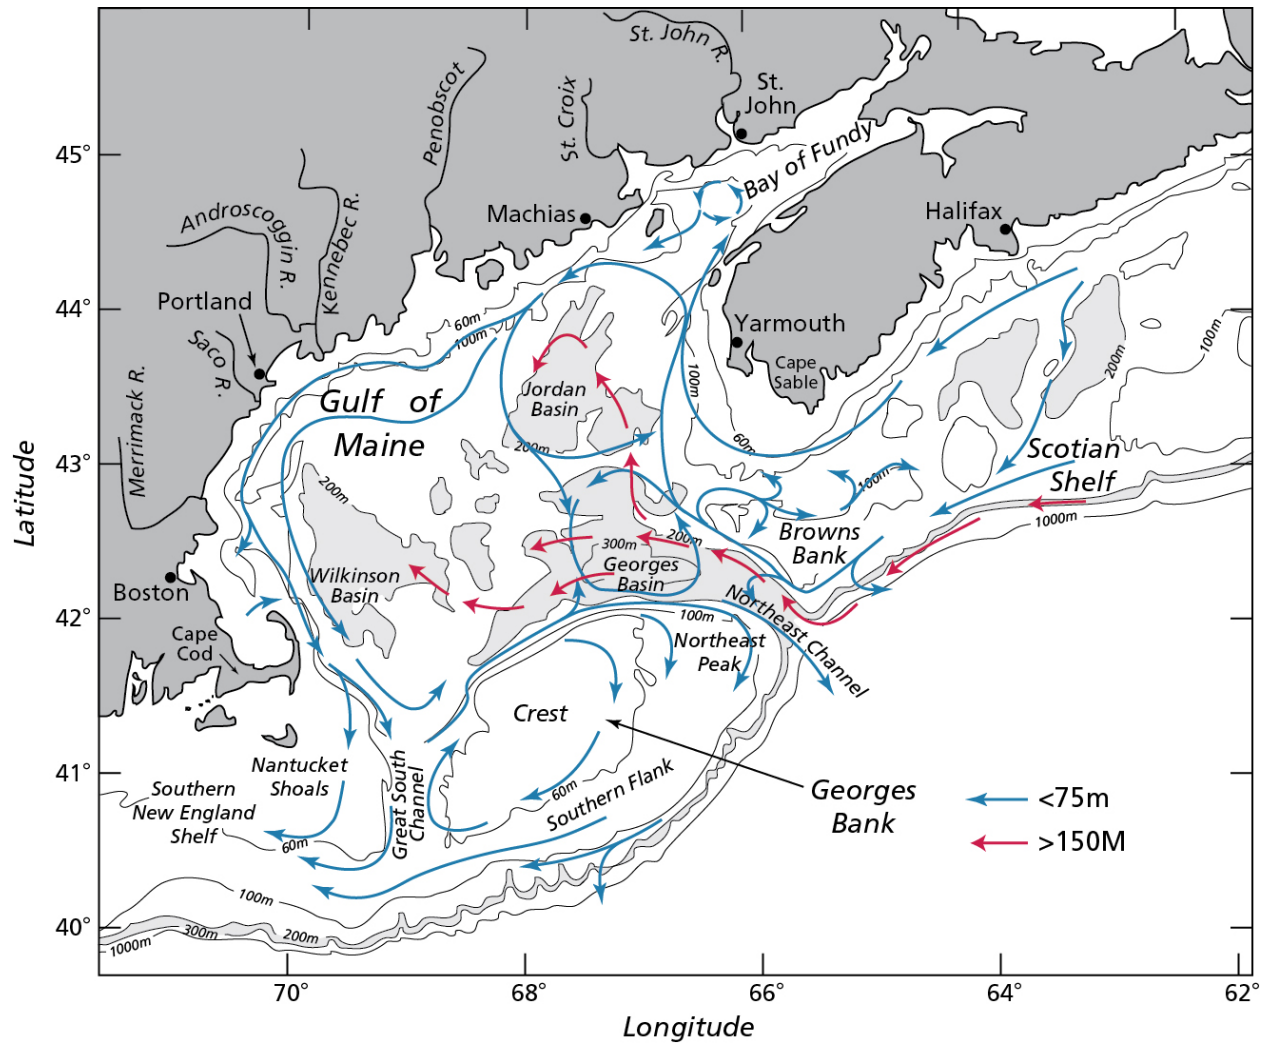 St. John R.
St.
John
Penobscot
St. Croix
Bay of Fundy
45°
Machias
Halifax
Androscoggin R.
Kennebec R.
44°
Portland
60m
100m
Yarmouth
Cape
Sable
100m
200m
100m
Saco R.
Merrimack R.
Gulf of
Maine
Jordan
Basin
200m
60m
43°
Scotian
Shelf
200m
100m
1000m
Browns
Bank
200m
300m
Georges
Basin
Wilkinson
Basin
Boston
42°
Cape
Cod
100m
Northeast Channel
Northeast
Peak
Crest
41°
Nantucket
Shoals
Great South
Channel
Southern
New England
Shelf
60m
60m
Southern Flank
Georges
Bank
<75m
>150M
100m
40°
1000m
300m
200m
70°
68°
66°
64°
62°
Longitude
Latitude